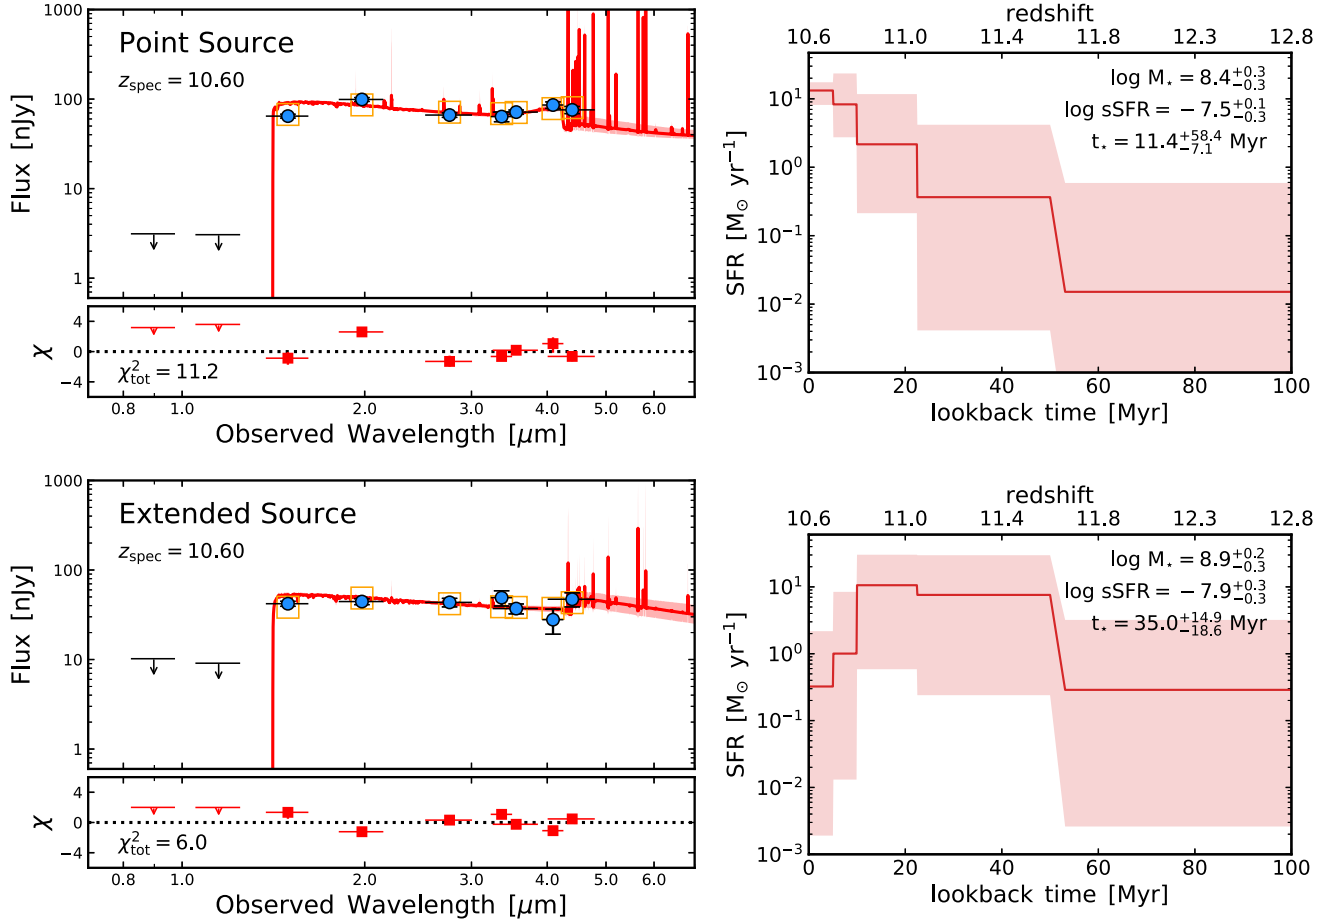 Point Source
z_spec = 10.60
Flux [nJy]
1000
100
10
1
χ
4
0
−4
χ²_tot = 11.2
0.8 1.0 2.0 3.0 4.0 5.0 6.0
Observed Wavelength [μm]
redshift
10.6 11.0 11.4 11.8 12.3 12.8
log M⋆ = 8.4^{+0.3}_{−0.3}
log sSFR = −7.5^{+0.1}_{−0.3}
t⋆ = 11.4^{+58.4}_{−7.1} Myr
SFR [M⊙ yr⁻¹]
10¹
10⁰
10⁻¹
10⁻²
10⁻³
0 20 40 60 80 100
lookback time [Myr]
Extended Source
z_spec = 10.60
Flux [nJy]
1000
100
10
1
χ
4
0
−4
χ²_tot = 6.0
0.8 1.0 2.0 3.0 4.0 5.0 6.0
Observed Wavelength [μm]
redshift
10.6 11.0 11.4 11.8 12.3 12.8
log M⋆ = 8.9^{+0.2}_{−0.3}
log sSFR = −7.9^{+0.3}_{−0.3}
t⋆ = 35.0^{+14.9}_{−18.6} Myr
SFR [M⊙ yr⁻¹]
10¹
10⁰
10⁻¹
10⁻²
10⁻³
0 20 40 60 80 100
lookback time [Myr]